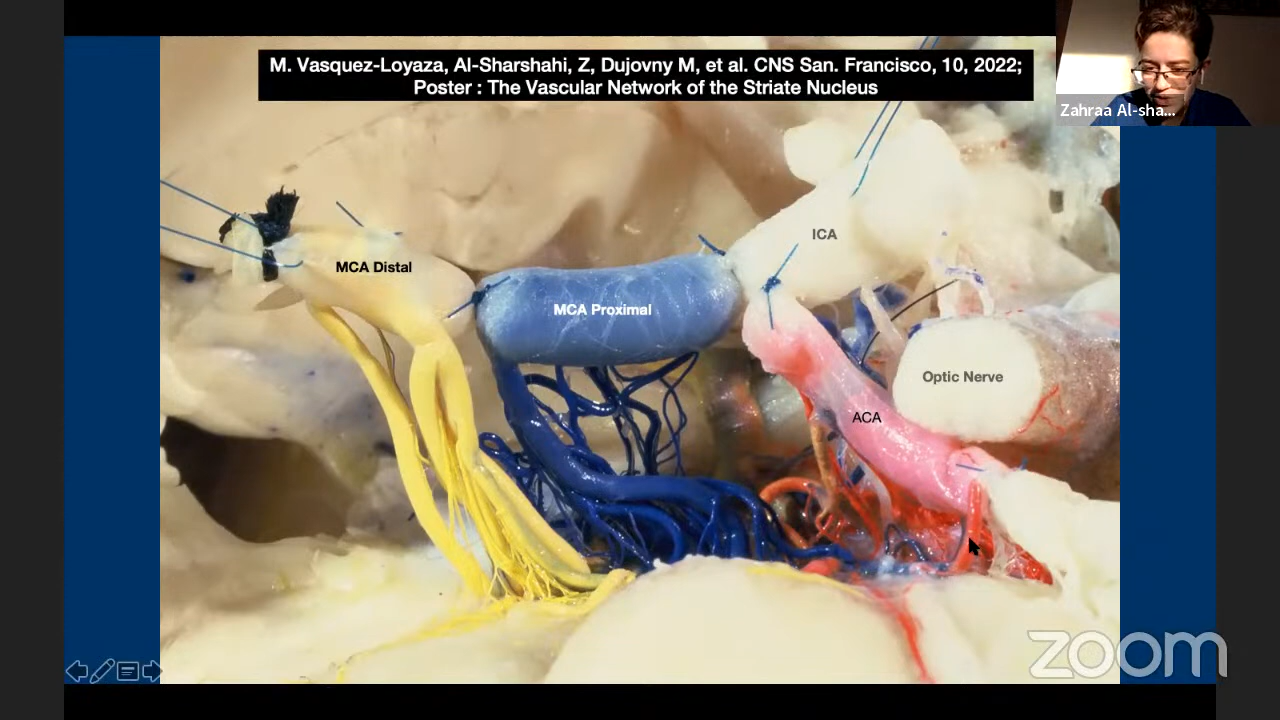 M. Vasquez-Loyaza, Al-Sharshahi, Z, Dujovny M, et al. CNS San. Francisco, 10, 2022;
Poster : The Vascular Network of the Striate Nucleus
Zahraa Al-sha...
ICA
MCA Distal
MCA Proximal
Optic Nerve
ACA
zoom